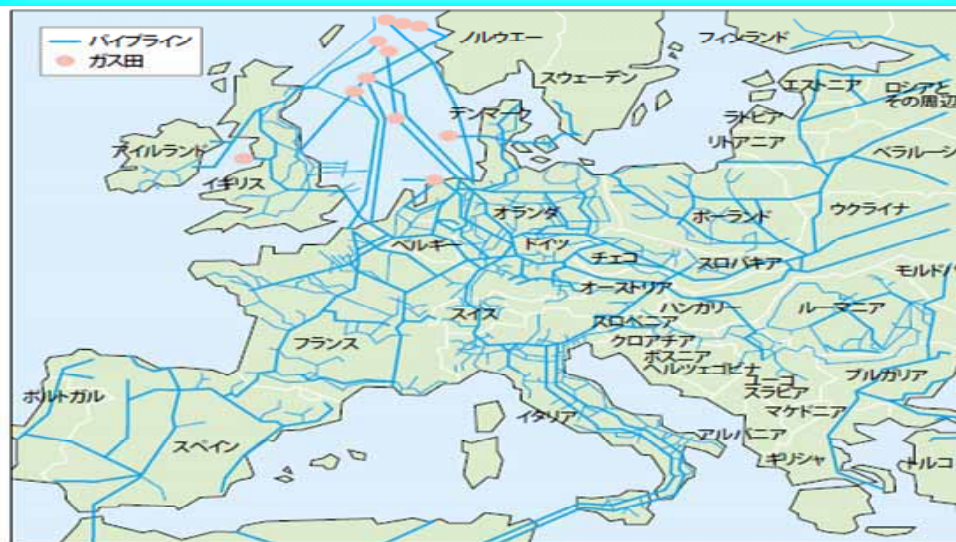 パイプライン
ガス田
ノルウエー
フィンランド
スウェーデン
エストニア
ロシアと
その周辺
デンマーク
ラトビア
リトアニア
アイルランド
ベラルーシ
イギリス
オランダ
ポーランド
ウクライナ
ベルギー
ドイツ
チェコ
スロバキア
モルドバ
オーストリア
ハンガリー
ルーマニア
スイス
スロベニア
フランス
クロアチア
ボスニア
ヘルツェゴビナ
ユーゴ
スラビア
ブルガリア
ポルトガル
マケドニア
イタリア
スペイン
アルバニア
ギリシャ
トルコ